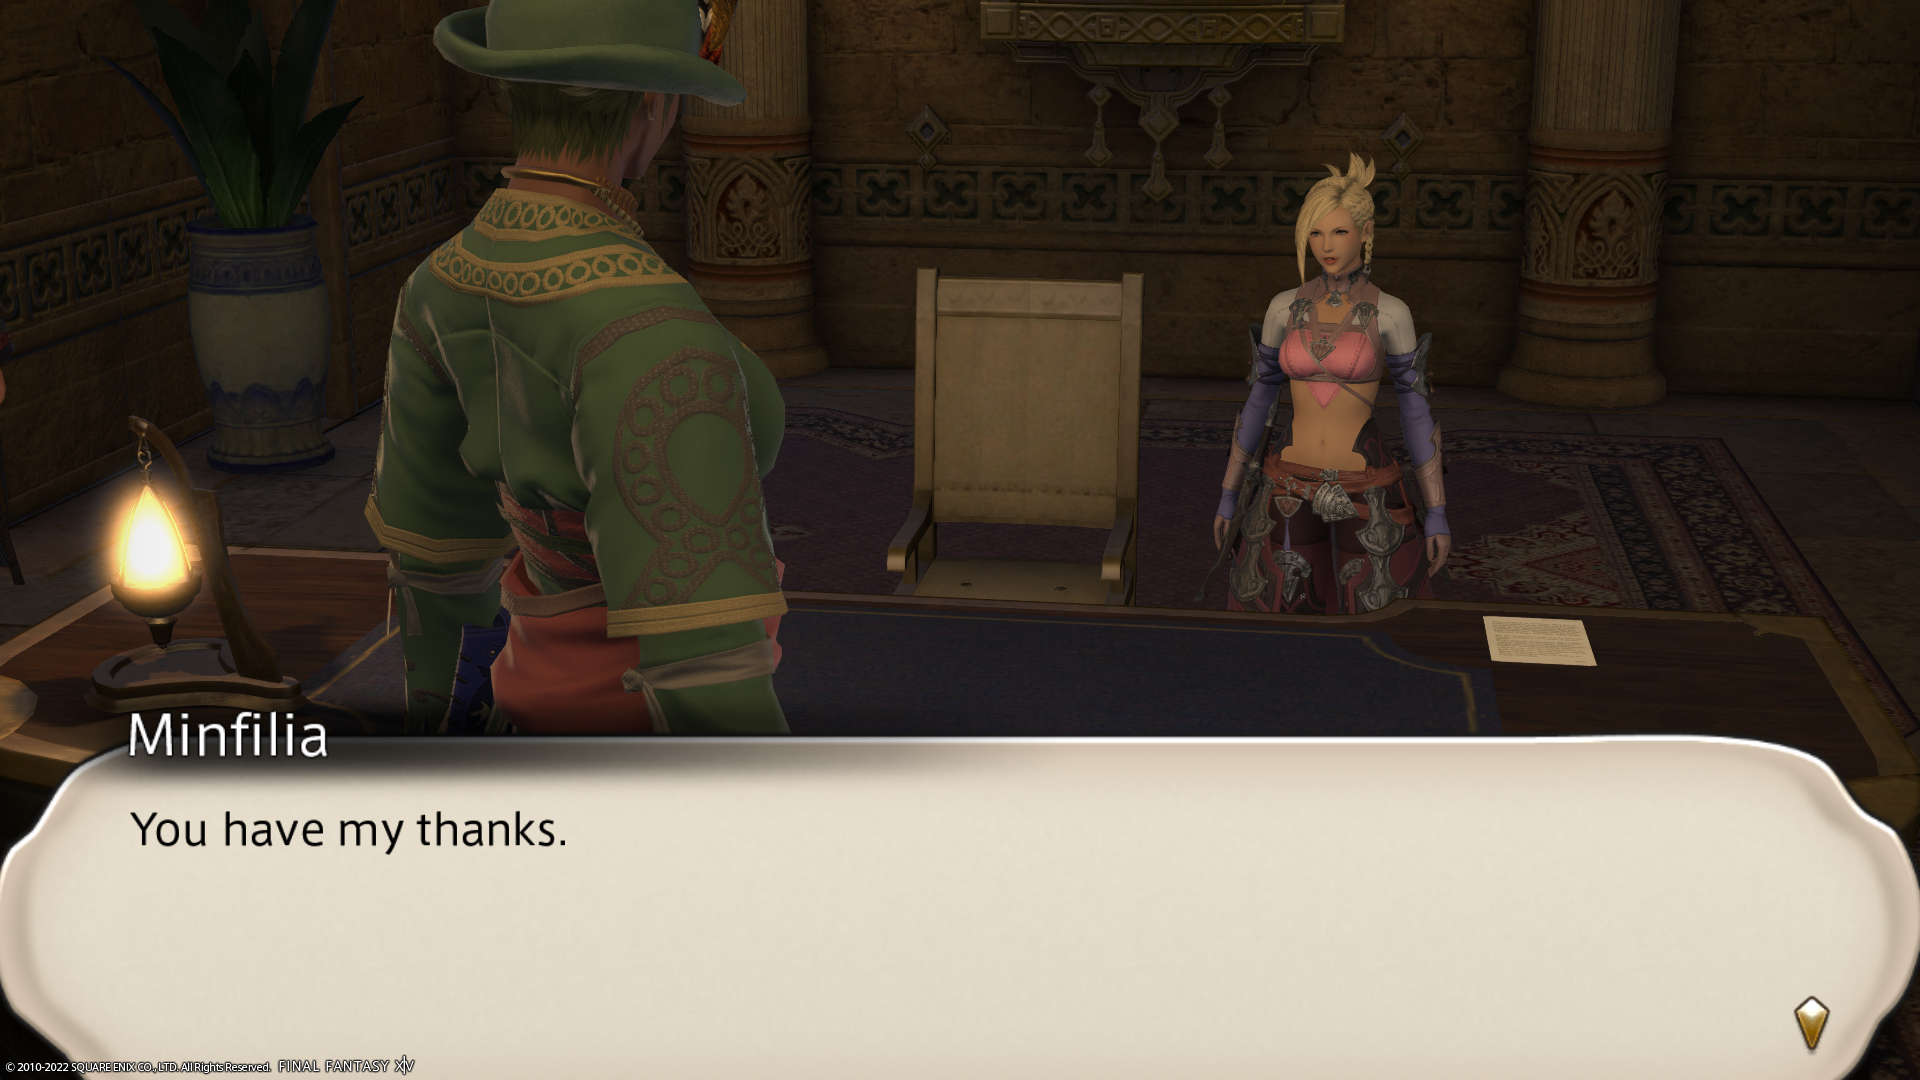 Minfilia
You have my thanks.
© 2010-2022 SQUARE ENIX CO., LTD. All Rights Reserved. FINAL FANTASY XIV